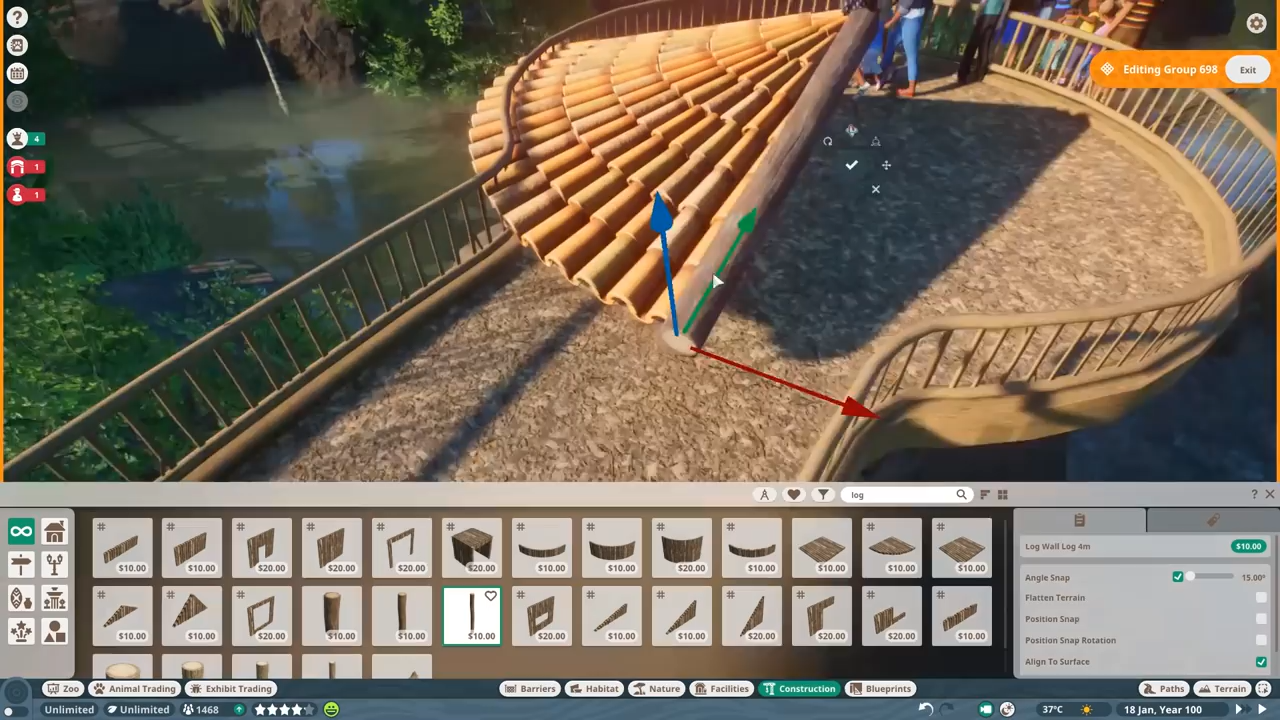 ?
Editing Group 698
Exit
4
1
1
log
?
$10.00 $10.00 $20.00 $20.00 $20.00 $20.00 $10.00 $10.00 $20.00 $10.00 $10.00 $10.00 $10.00
$10.00 $10.00 $20.00 $10.00 $10.00 $10.00 $20.00 $10.00 $10.00 $20.00 $20.00 $20.00 $10.00
Log Wall Log 4m $10.00
Angle Snap 15.00°
Flatten Terrain
Position Snap
Position Snap Rotation
Align To Surface
Zoo Animal Trading Exhibit Trading Barriers Habitat Nature Facilities Construction Blueprints Paths Terrain
Unlimited Unlimited 1468 37°C 18 Jan, Year 100